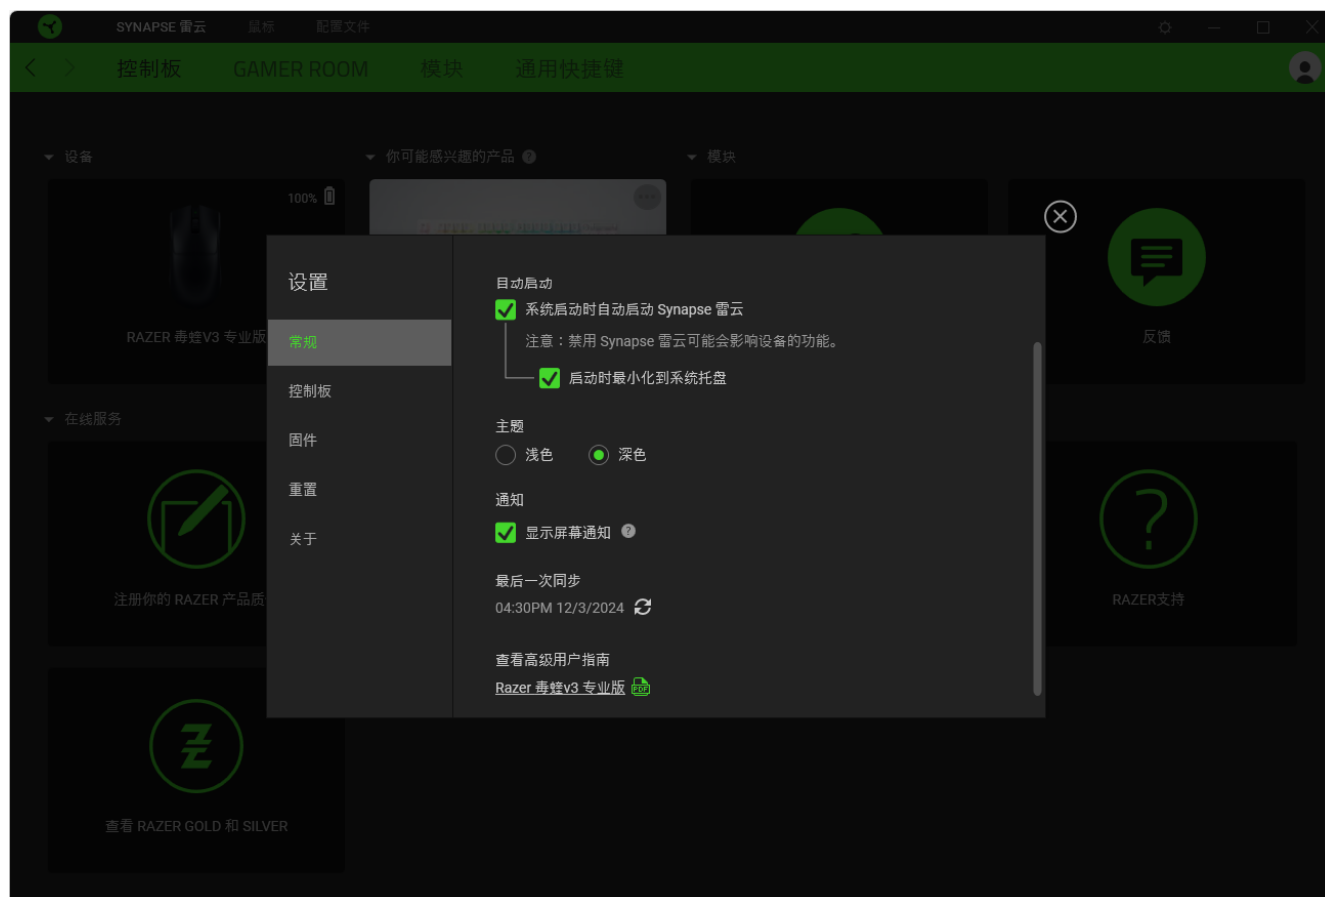 SYNAPSE 雷云 鼠标 配置文件
控制板 GAMER ROOM 模块 通用快捷键
设备 你可能感兴趣的产品 ? 模块
100%
RAZER 毒蝰V3 专业版
反馈
设置
常规
控制板
固件
重置
关于
自动启动
系统启动时自动启动 Synapse 雷云
注意：禁用 Synapse 雷云可能会影响设备的功能。
启动时最小化到系统托盘
主题
浅色 深色
通知
显示屏幕通知 ?
最后一次同步
04:30PM 12/3/2024
查看高级用户指南
Razer 毒蝰v3 专业版 PDF
在线服务
注册你的 RAZER 产品质
RAZER支持
查看 RAZER GOLD 和 SILVER